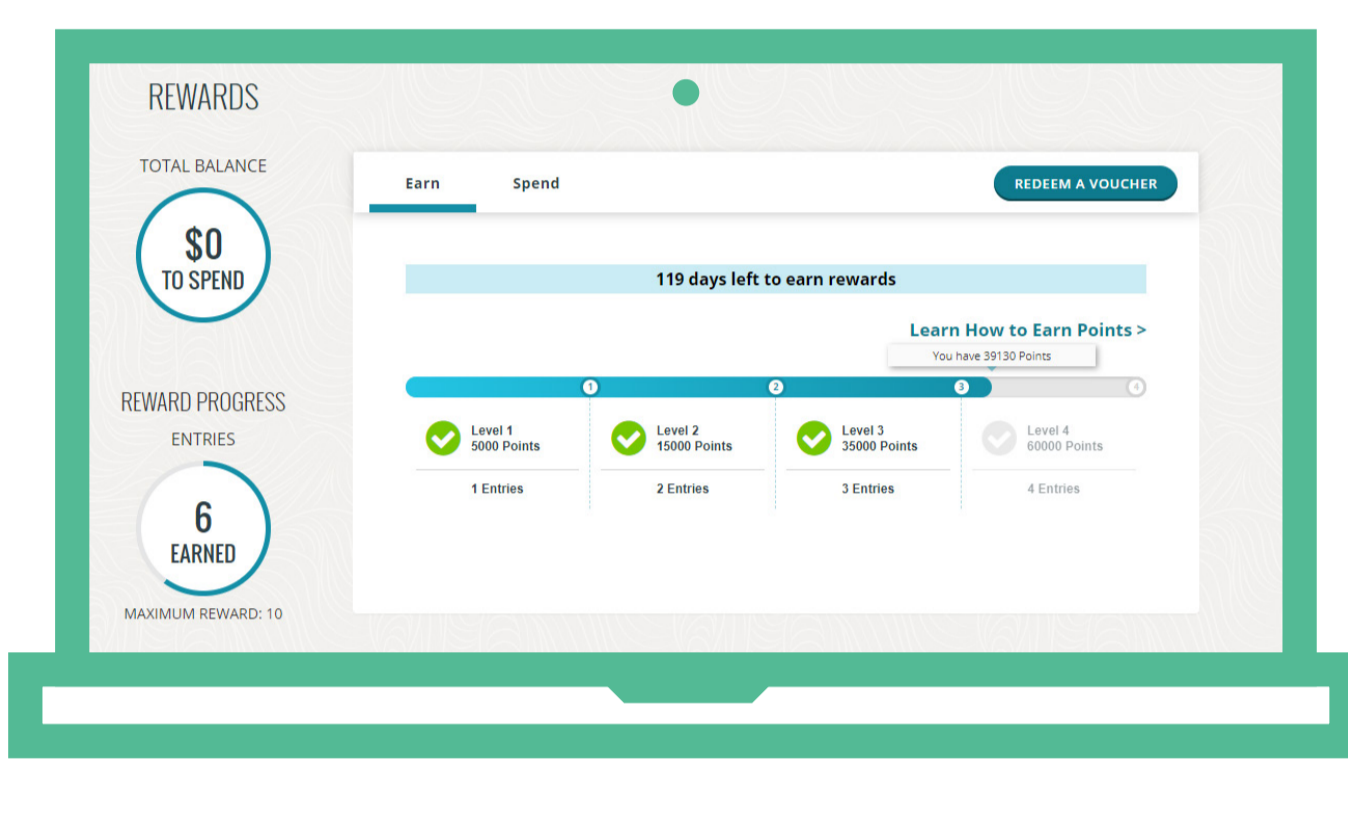 REWARDS
TOTAL BALANCE
$0
TO SPEND
REWARD PROGRESS
ENTRIES
6
EARNED
MAXIMUM REWARD: 10
Earn
Spend
REDEEM A VOUCHER
119 days left to earn rewards
Learn How to Earn Points >
You have 39130 Points
1
2
3
4
Level 1
5000 Points
1 Entries
Level 2
15000 Points
2 Entries
Level 3
35000 Points
3 Entries
Level 4
60000 Points
4 Entries